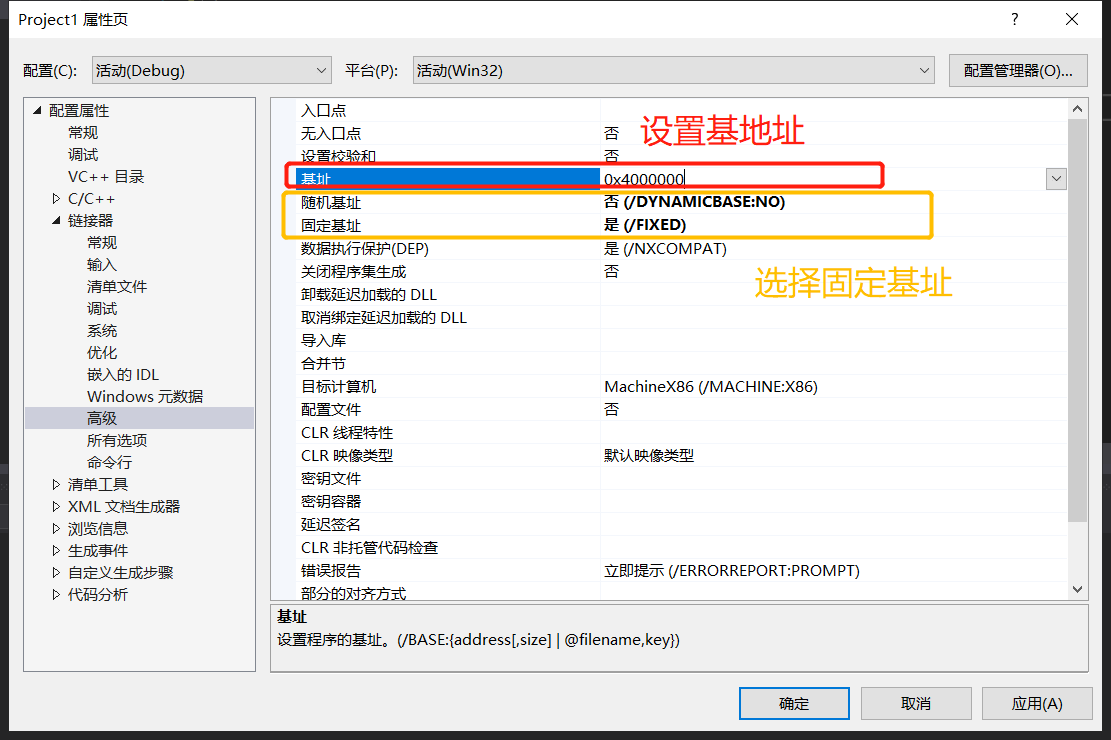 Project1 属性页
配置(C): 活动(Debug) 平台(P): 活动(Win32) 配置管理器(O)...
配置属性
常规
调试
VC++ 目录
C/C++
链接器
常规
输入
清单文件
调试
系统
优化
嵌入的 IDL
Windows 元数据
高级
所有选项
命令行
清单工具
XML 文档生成器
浏览信息
生成事件
自定义生成步骤
代码分析
入口点
无入口点 否
设置基地址
设置校验和 否
基址 0x4000000
随机基址 否 (/DYNAMICBASE:NO)
固定基址 是 (/FIXED)
数据执行保护(DEP) 是 (/NXCOMPAT)
关闭程序集生成 否
选择固定基址
卸载延迟加载的 DLL
取消绑定延迟加载的 DLL
导入库
合并节
目标计算机 MachineX86 (/MACHINE:X86)
配置文件 否
CLR 线程特性
CLR 映像类型 默认映像类型
密钥文件
密钥容器
延迟签名
CLR 非托管代码检查
错误报告 立即提示 (/ERRORREPORT:PROMPT)
部分的对齐方式
基址
设置程序的基址。(/BASE:{address[,size] | @filename,key})
确定 取消 应用(A)